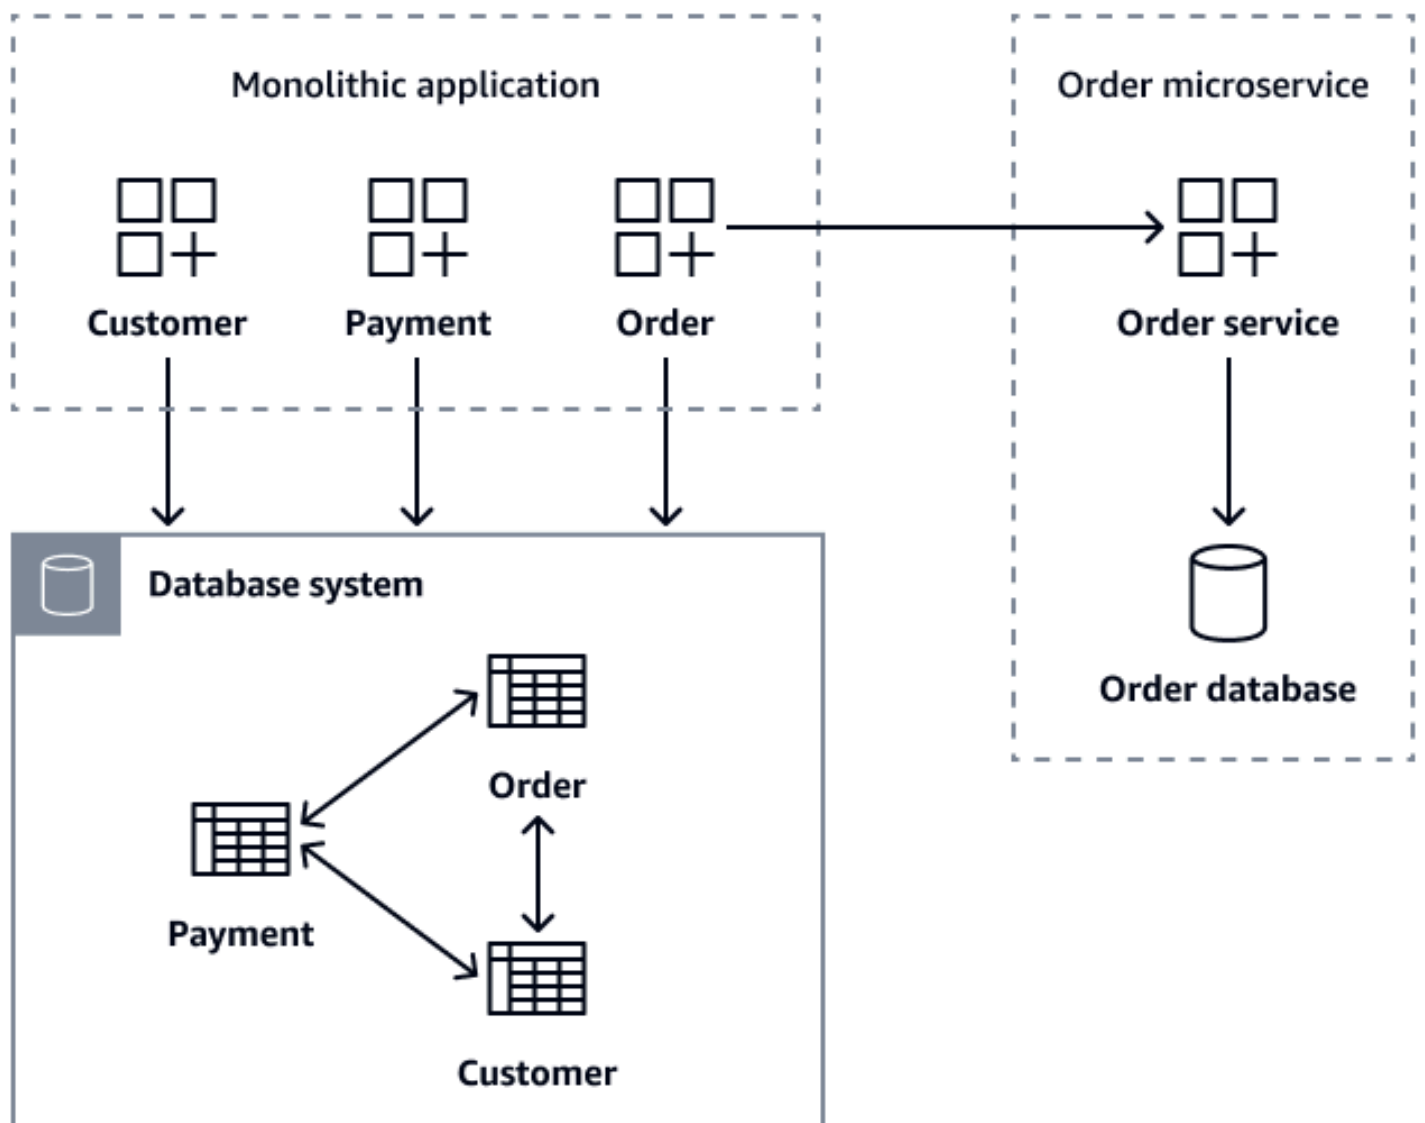 Monolithic application
Order microservice
Customer
Payment
Order
Order service
Database system
Order
Order database
Payment
Customer